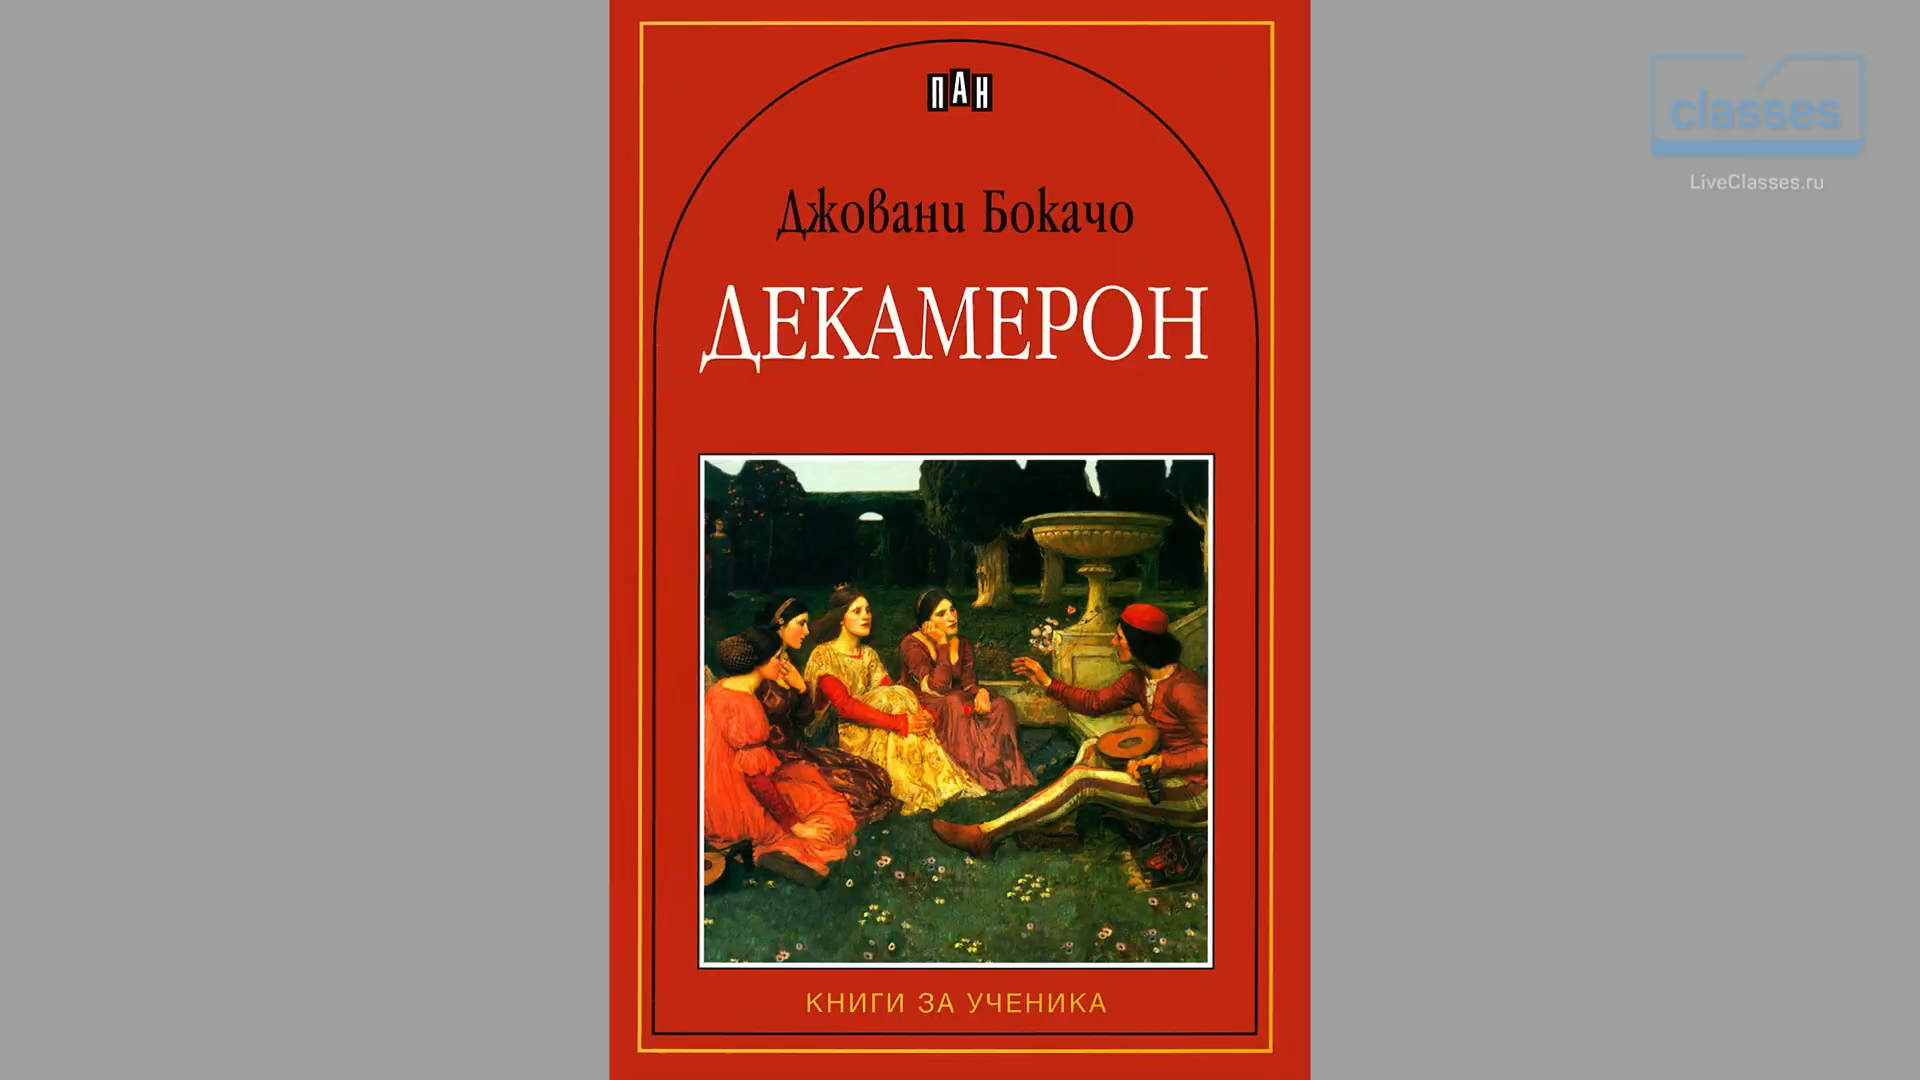 ПАН
classes
LiveClasses.ru
Джовани Бокачо
ДЕКАМЕРОН
КНИГИ ЗА УЧЕНИКА